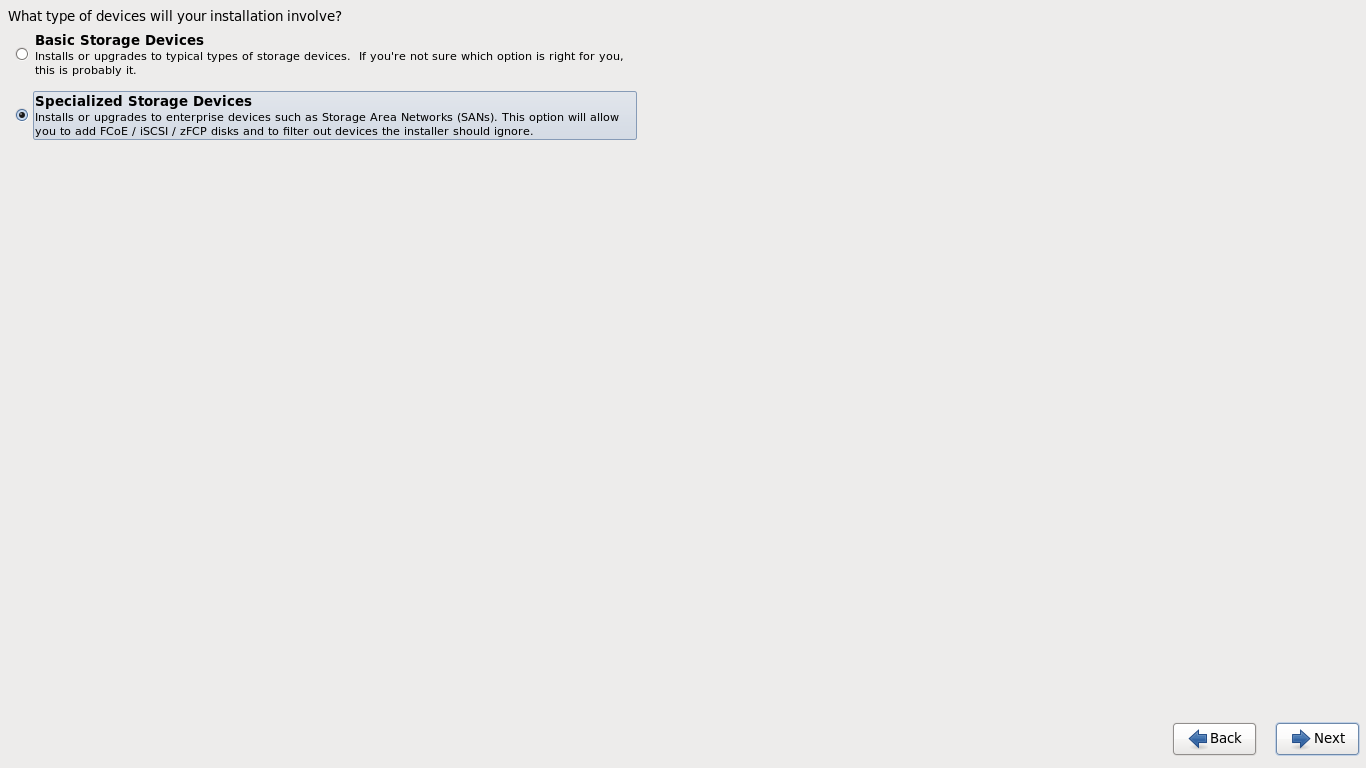 What type of devices will your installation involve?
Basic Storage Devices
Installs or upgrades to typical types of storage devices.  If you're not sure which option is right for you,
this is probably it.
Specialized Storage Devices
Installs or upgrades to enterprise devices such as Storage Area Networks (SANs). This option will allow
you to add FCoE / iSCSI / zFCP disks and to filter out devices the installer should ignore.
Back
Next